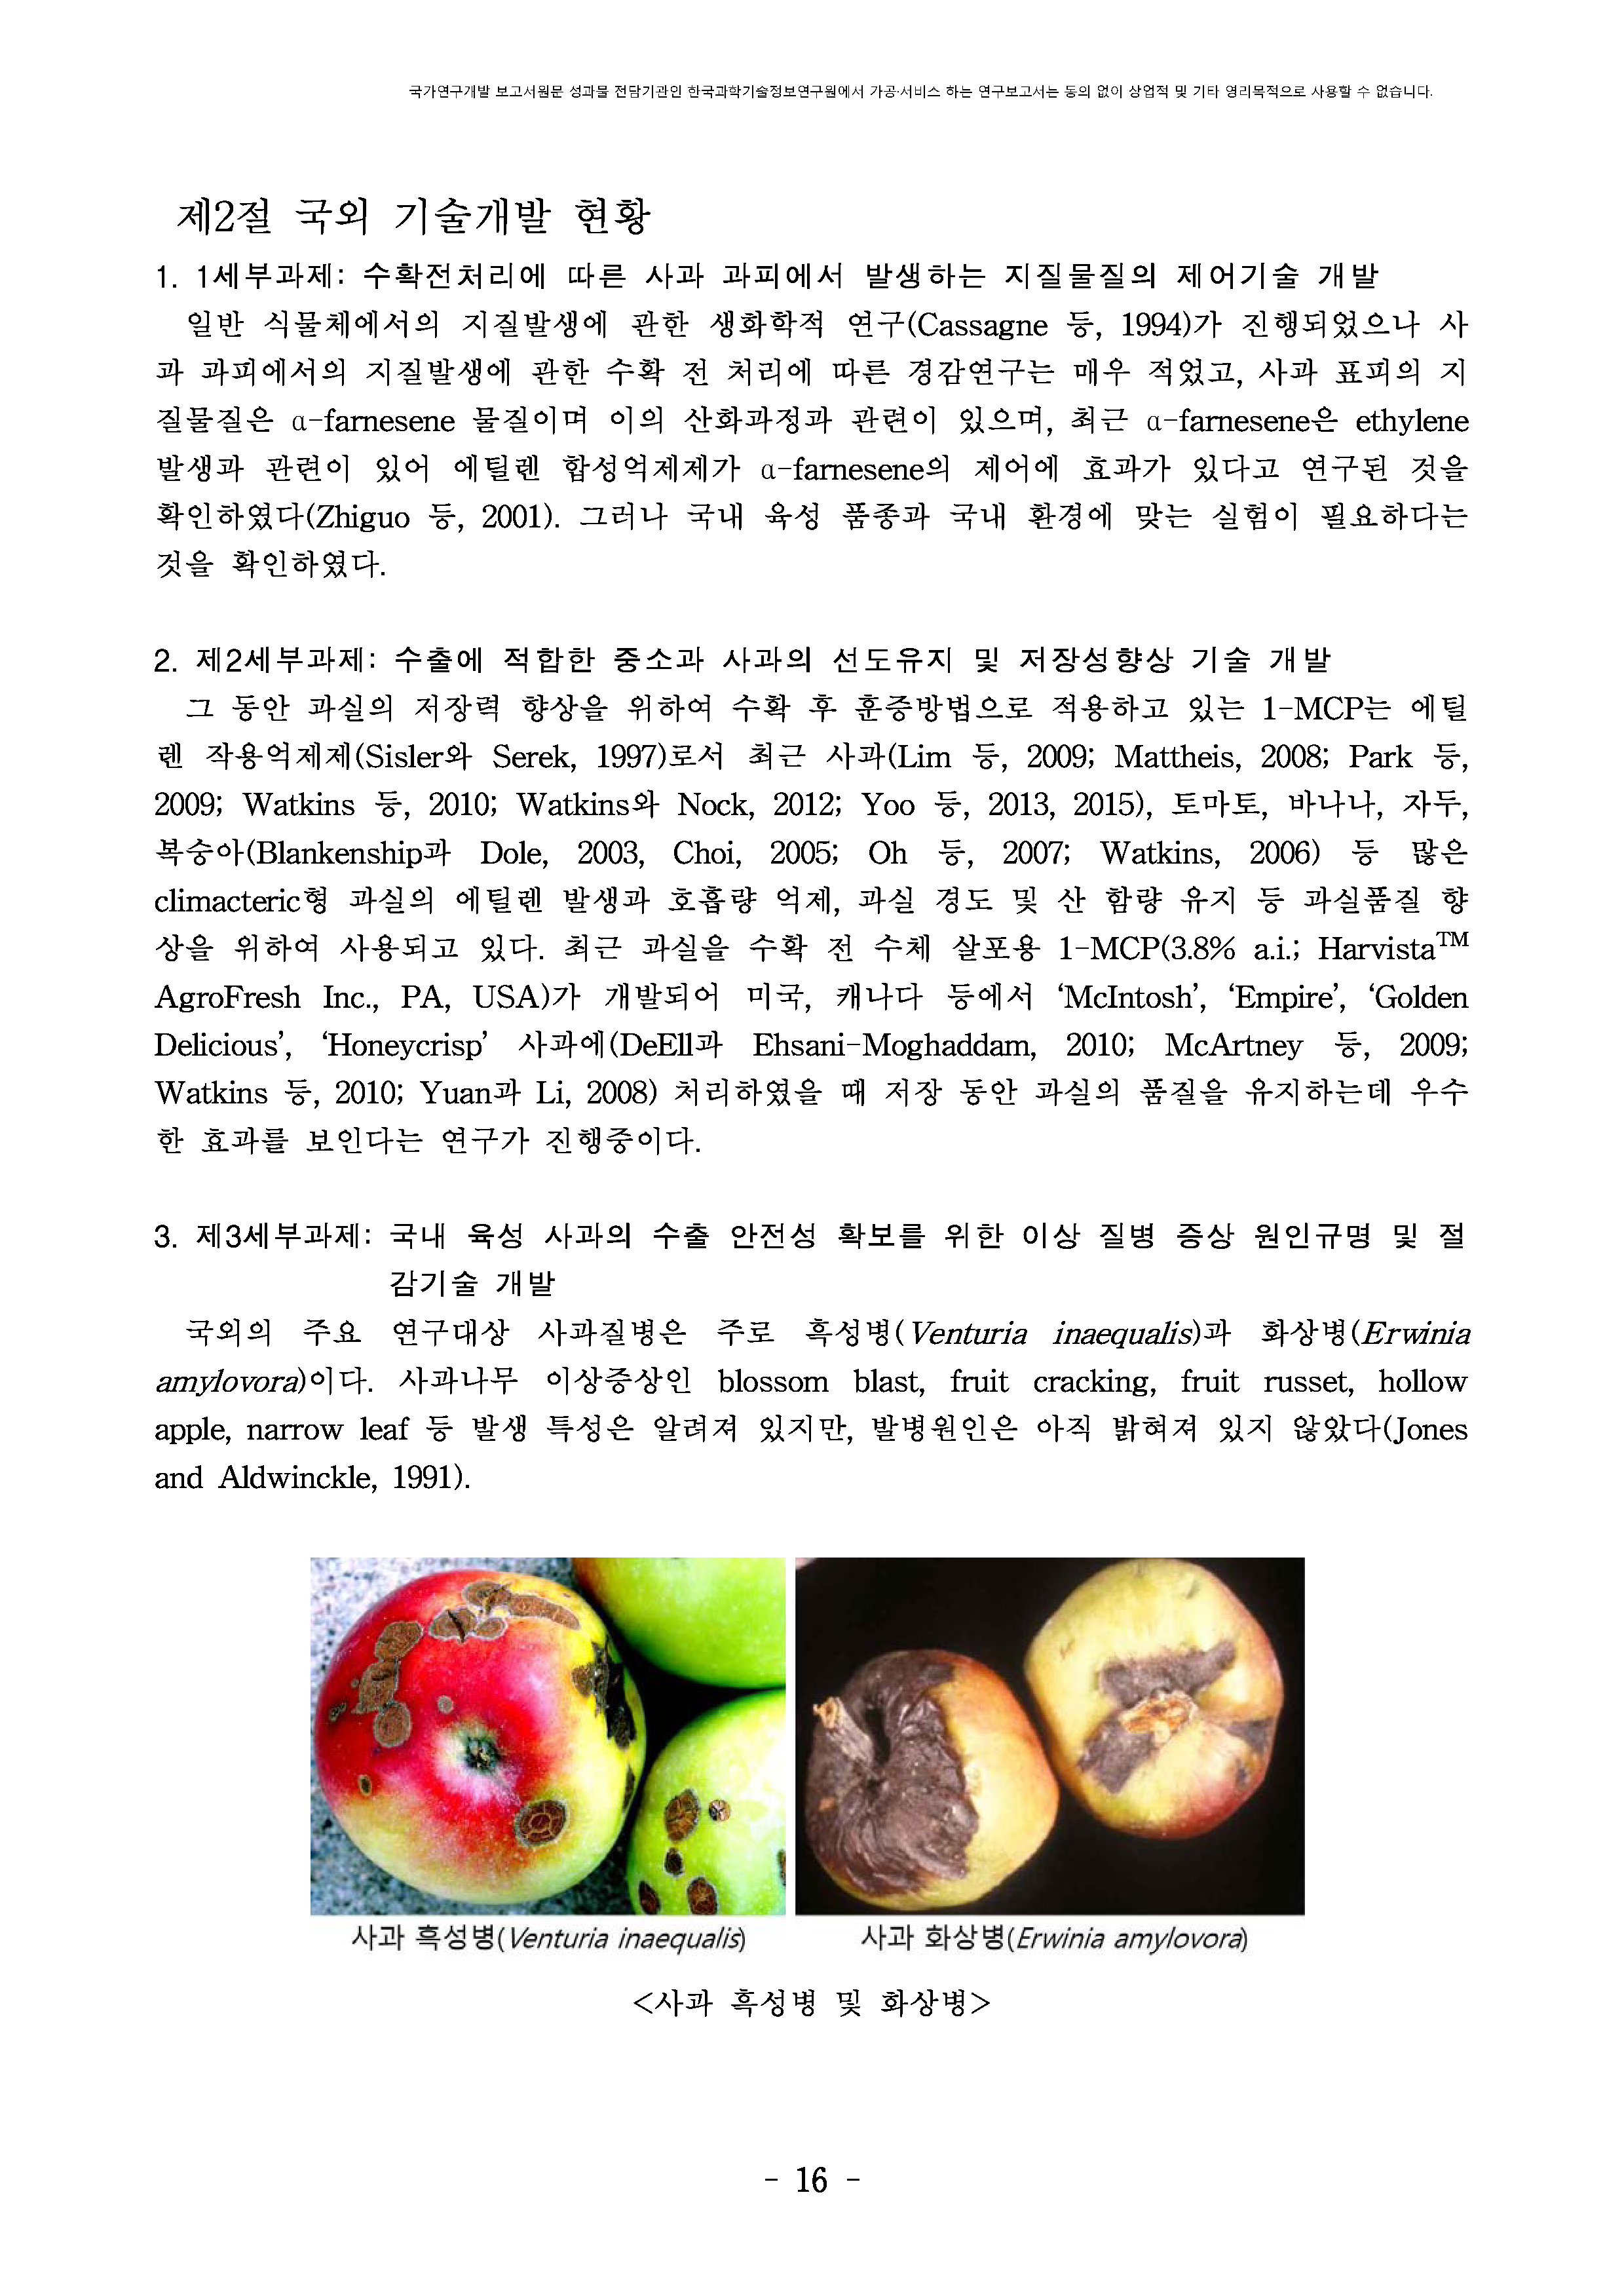 국가연구개발 보고서원문 성과물 전담기관인 한국과학기술정보연구원에서 가공·서비스 하는 연구보고서는 동의 없이 상업적 및 기타 영리목적으로 사용할 수 없습니다.
제2절 국외 기술개발 현황
1. 1세부과제: 수확전처리에 따른 사과 과피에서 발생하는 지질물질의 제어기술 개발
일반 식물체에서의 지질발생에 관한 생화학적 연구(Cassagne 등, 1994)가 진행되었으나 사
과 과피에서의 지질발생에 관한 수확 전 처리에 따른 경감연구는 매우 적었고, 사과 표피의 지
질물질은 α-farnesene 물질이며 이의 산화과정과 관련이 있으며, 최근 α-farnesene은 ethylene
발생과 관련이 있어 에틸렌 합성억제제가 α-farnesene의 제어에 효과가 있다고 연구된 것을
확인하였다(Zhiguo 등, 2001). 그러나 국내 육성 품종과 국내 환경에 맞는 실험이 필요하다는
것을 확인하였다.
2. 제2세부과제: 수출에 적합한 중소과 사과의 선도유지 및 저장성향상 기술 개발
그 동안 과실의 저장력 향상을 위하여 수확 후 훈증방법으로 적용하고 있는 1-MCP는 에틸
렌 작용억제제(Sisler와 Serek, 1997)로서 최근 사과(Lim 등, 2009; Mattheis, 2008; Park 등,
2009; Watkins 등, 2010; Watkins와 Nock, 2012; Yoo 등, 2013, 2015), 토마토, 바나나, 자두,
복숭아(Blankenship과 Dole, 2003, Choi, 2005; Oh 등, 2007; Watkins, 2006) 등 많은
climacteric형 과실의 에틸렌 발생과 호흡량 억제, 과실 경도 및 산 함량 유지 등 과실품질 향
상을 위하여 사용되고 있다. 최근 과실을 수확 전 수체 살포용 1-MCP(3.8% a.i.; Harvista™
AgroFresh Inc., PA, USA)가 개발되어 미국, 캐나다 등에서 ‘McIntosh’, ‘Empire’, ‘Golden
Delicious’, ‘Honeycrisp’ 사과에(DeEll과 Ehsani-Moghaddam, 2010; McArtney 등, 2009;
Watkins 등, 2010; Yuan과 Li, 2008) 처리하였을 때 저장 동안 과실의 품질을 유지하는데 우수
한 효과를 보인다는 연구가 진행중이다.
3. 제3세부과제: 국내 육성 사과의 수출 안전성 확보를 위한 이상 질병 증상 원인규명 및 절
감기술 개발
국외의 주요 연구대상 사과질병은 주로 흑성병(Venturia inaequalis)과 화상병(Erwinia
amylovora)이다. 사과나무 이상증상인 blossom blast, fruit cracking, fruit russet, hollow
apple, narrow leaf 등 발생 특성은 알려져 있지만, 발병원인은 아직 밝혀져 있지 않았다(Jones
and Aldwinckle, 1991).
사과 흑성병(Venturia inaequalis) 사과 화상병(Erwinia amylovora)
<사과 흑성병 및 화상병>
- 16 -